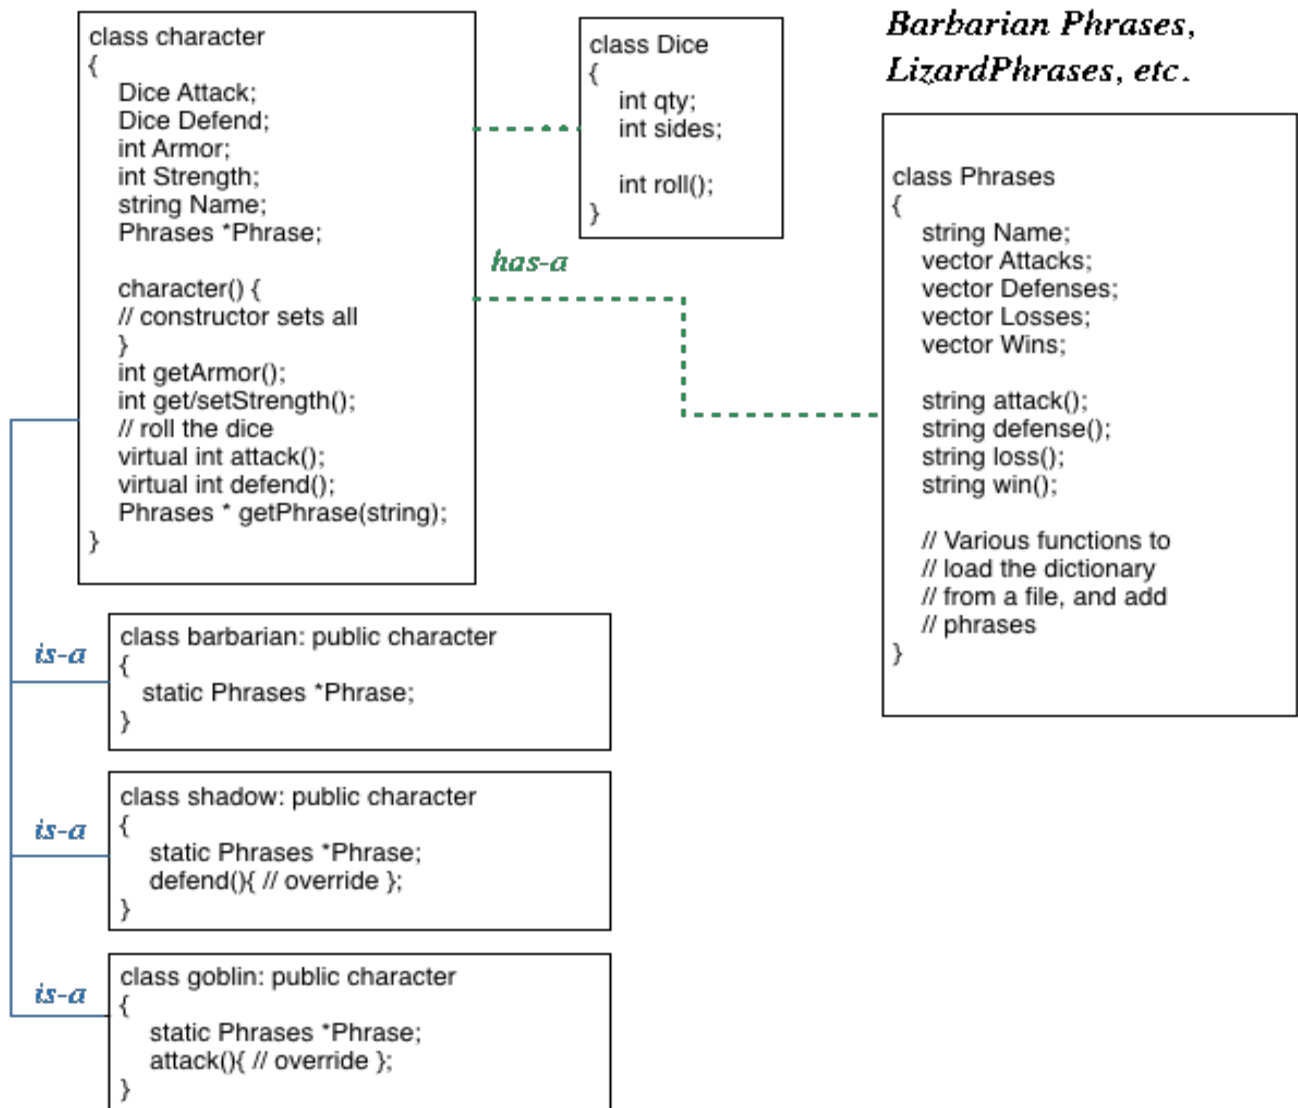 class character
{
Dice Attack;
Dice Defend;
int Armor;
int Strength;
string Name;
Phrases *Phrase;
character() {
// constructor sets all
}
int getArmor();
int get/setStrength();
// roll the dice
virtual int attack();
virtual int defend();
Phrases * getPhrase(string);
}
class Dice
{
int qty;
int sides;
int roll();
}
has-a
Barbarian Phrases,
LizardPhrases, etc.
class Phrases
{
string Name;
vector Attacks;
vector Defenses;
vector Losses;
vector Wins;
string attack();
string defense();
string loss();
string win();
// Various functions to
// load the dictionary
// from a file, and add
// phrases
}
is-a
class barbarian: public character
{
static Phrases *Phrase;
}
is-a
class shadow: public character
{
static Phrases *Phrase;
defend(){ // override };
}
is-a
class goblin: public character
{
static Phrases *Phrase;
attack(){ // override };
}